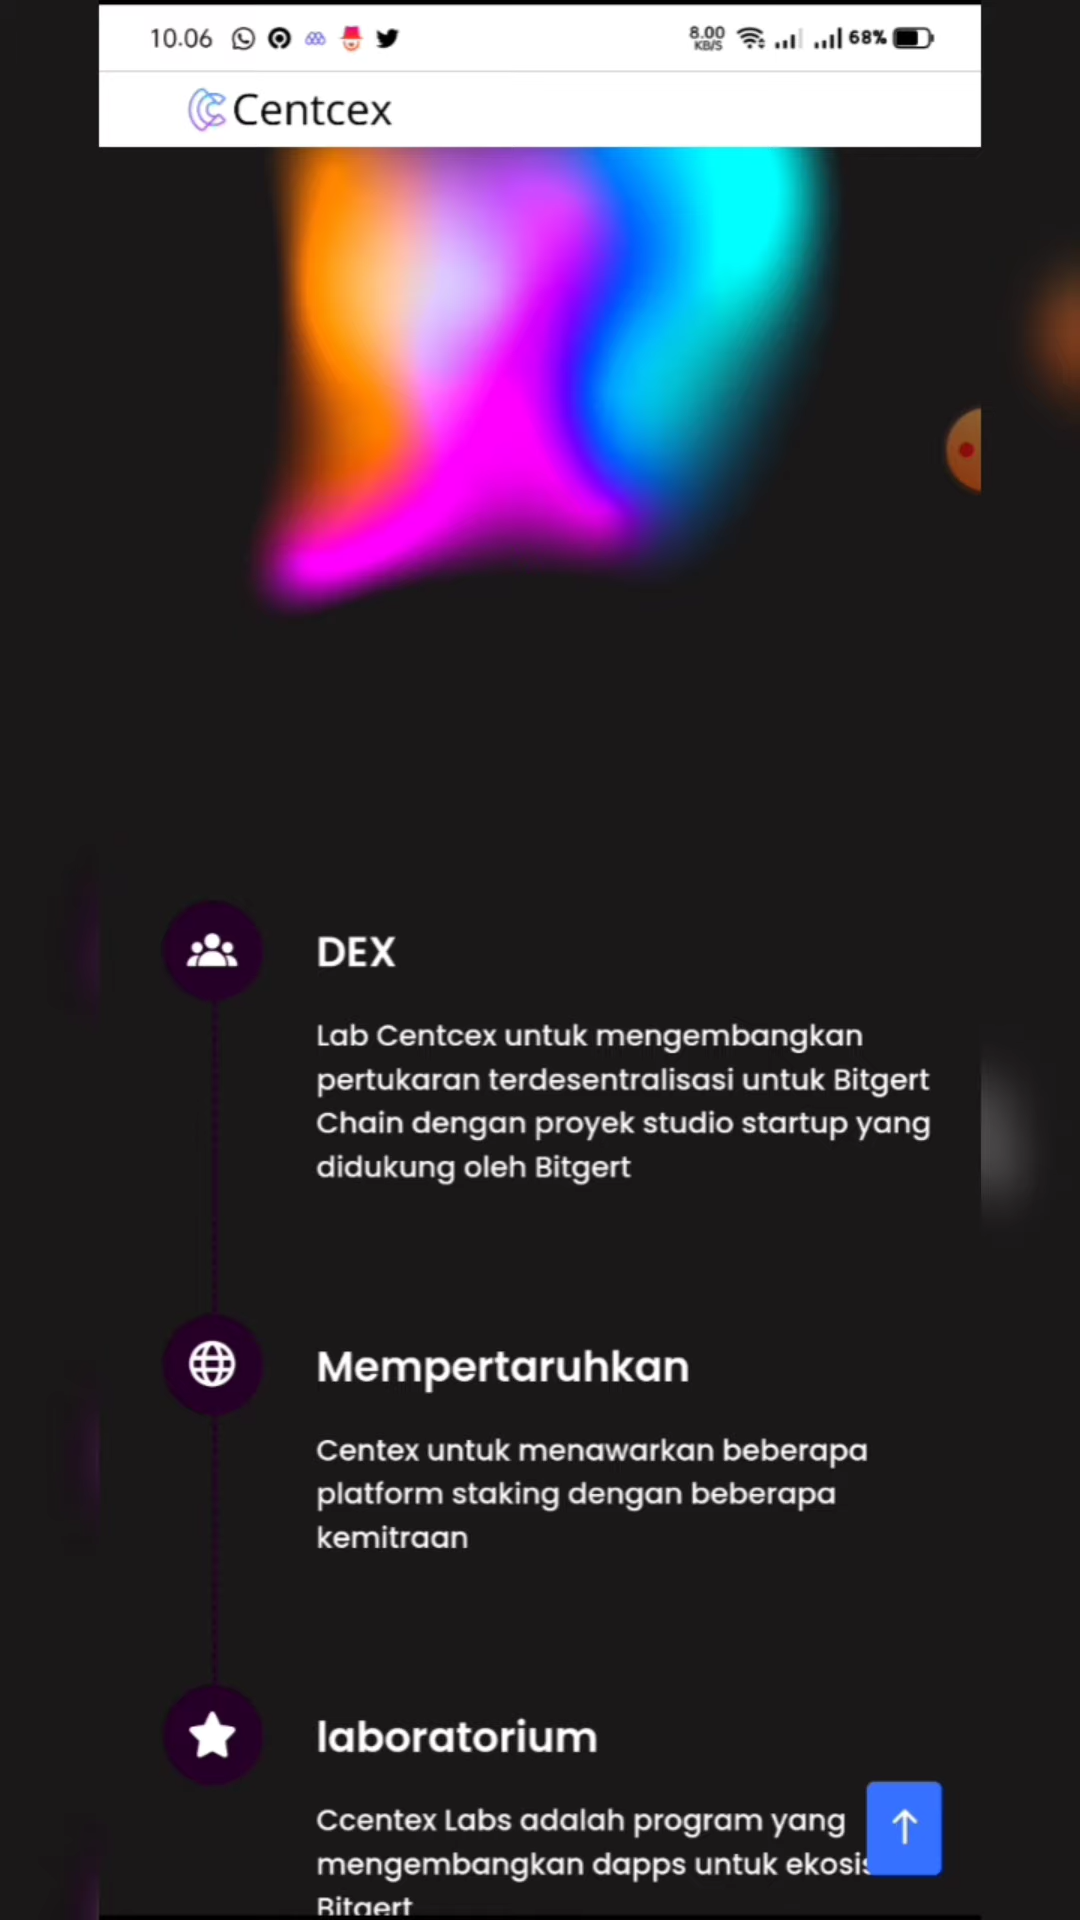 10.06
8.00
KB/S
68%
Centcex
DEX
Lab Centcex untuk mengembangkan
pertukaran terdesentralisasi untuk Bitgert
Chain dengan proyek studio startup yang
didukung oleh Bitgert
Mempertaruhkan
Centex untuk menawarkan beberapa
platform staking dengan beberapa
kemitraan
laboratorium
Ccentex Labs adalah program yang
mengembangkan dapps untuk ekosis
Bitgert